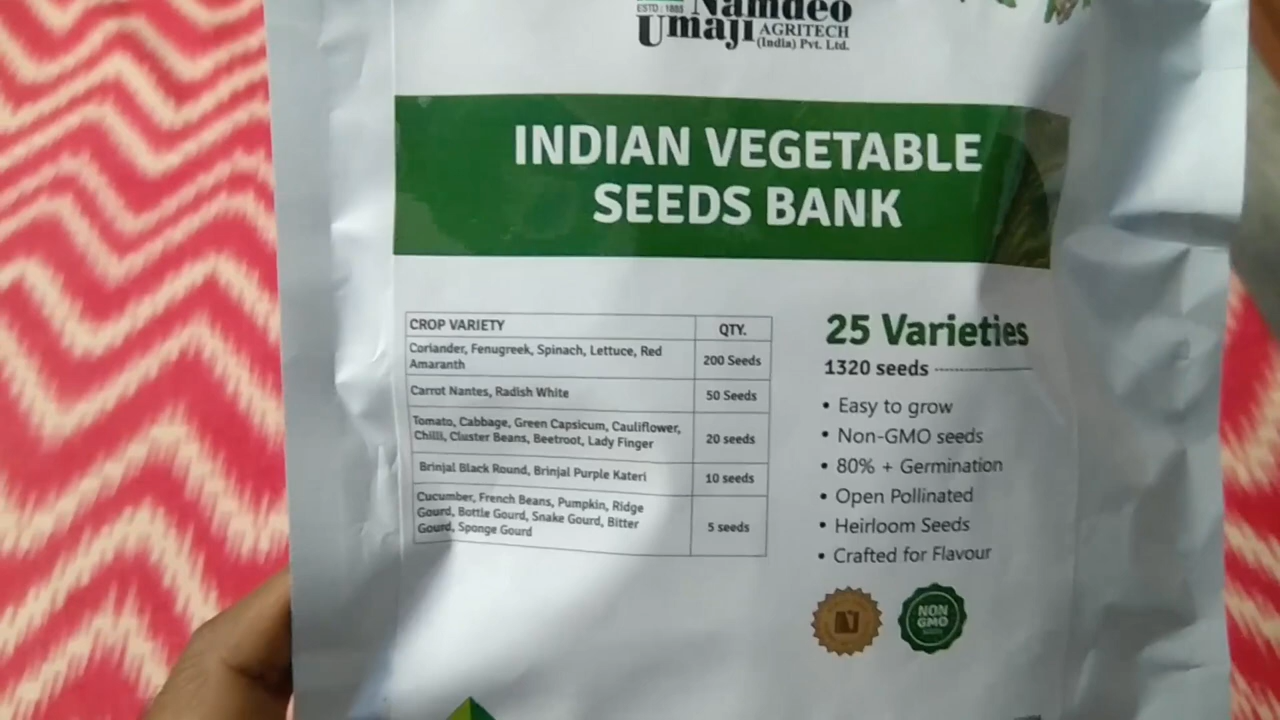 ESTD : 1883
Namdeo
Umaji AGRITECH
(India) Pvt. Ltd.
INDIAN VEGETABLE
SEEDS BANK
CROP VARIETY QTY.
Coriander, Fenugreek, Spinach, Lettuce, Red
Amaranth
200 Seeds
Carrot Nantes, Radish White 50 Seeds
Tomato, Cabbage, Green Capsicum, Cauliflower,
Chilli, Cluster Beans, Beetroot, Lady Finger
20 seeds
Brinjal Black Round, Brinjal Purple Kateri 10 seeds
Cucumber, French Beans, Pumpkin, Ridge
Gourd, Bottle Gourd, Snake Gourd, Bitter
Gourd, Sponge Gourd
5 seeds
25 Varieties
1320 seeds
• Easy to grow
• Non-GMO seeds
• 80% + Germination
• Open Pollinated
• Heirloom Seeds
• Crafted for Flavour
NON
GMO